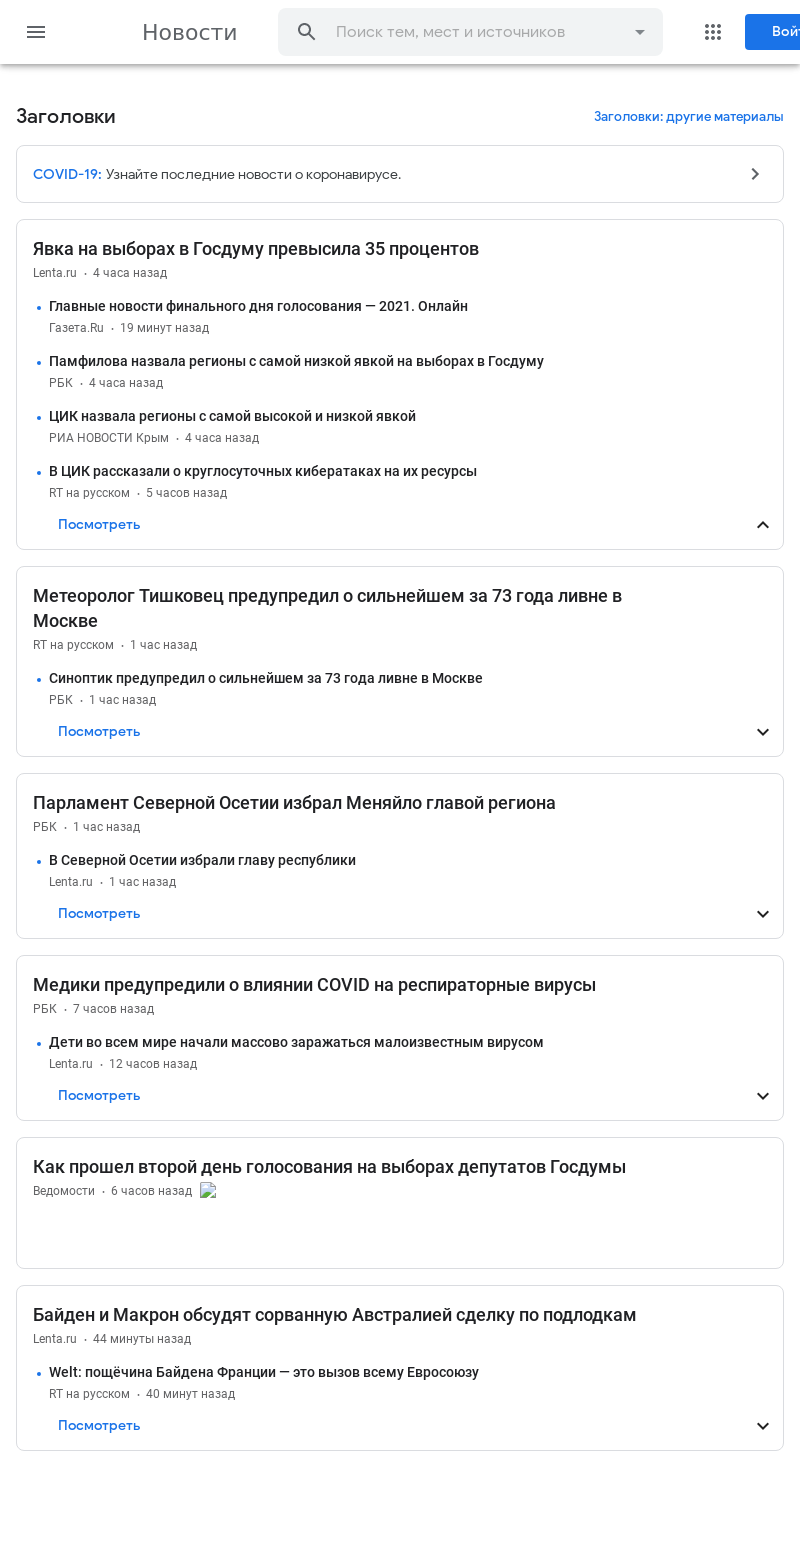 Новости
Поиск тем, мест и источников
Заголовки
Заголовки: другие материалы
COVID-19: Узнайте последние новости о коронавирусе.
Явка на выборах в Госдуму превысила 35 процентов
Lenta.ru · 4 часа назад
Главные новости финального дня голосования — 2021. Онлайн
Газета.Ru · 19 минут назад
Памфилова назвала регионы с самой низкой явкой на выборах в Госдуму
РБК · 4 часа назад
ЦИК назвала регионы с самой высокой и низкой явкой
РИА НОВОСТИ Крым · 4 часа назад
В ЦИК рассказали о круглосуточных кибератаках на их ресурсы
RT на русском · 5 часов назад
Посмотреть
Метеоролог Тишковец предупредил о сильнейшем за 73 года ливне в
Москве
RT на русском · 1 час назад
Синоптик предупредил о сильнейшем за 73 года ливне в Москве
РБК · 1 час назад
Посмотреть
Парламент Северной Осетии избрал Меняйло главой региона
РБК · 1 час назад
В Северной Осетии избрали главу республики
Lenta.ru · 1 час назад
Посмотреть
Медики предупредили о влиянии COVID на респираторные вирусы
РБК · 7 часов назад
Дети во всем мире начали массово заражаться малоизвестным вирусом
Lenta.ru · 12 часов назад
Посмотреть
Как прошел второй день голосования на выборах депутатов Госдумы
Ведомости · 6 часов назад
Байден и Макрон обсудят сорванную Австралией сделку по подлодкам
Lenta.ru · 44 минуты назад
Welt: пощёчина Байдена Франции — это вызов всему Евросоюзу
RT на русском · 40 минут назад
Посмотреть